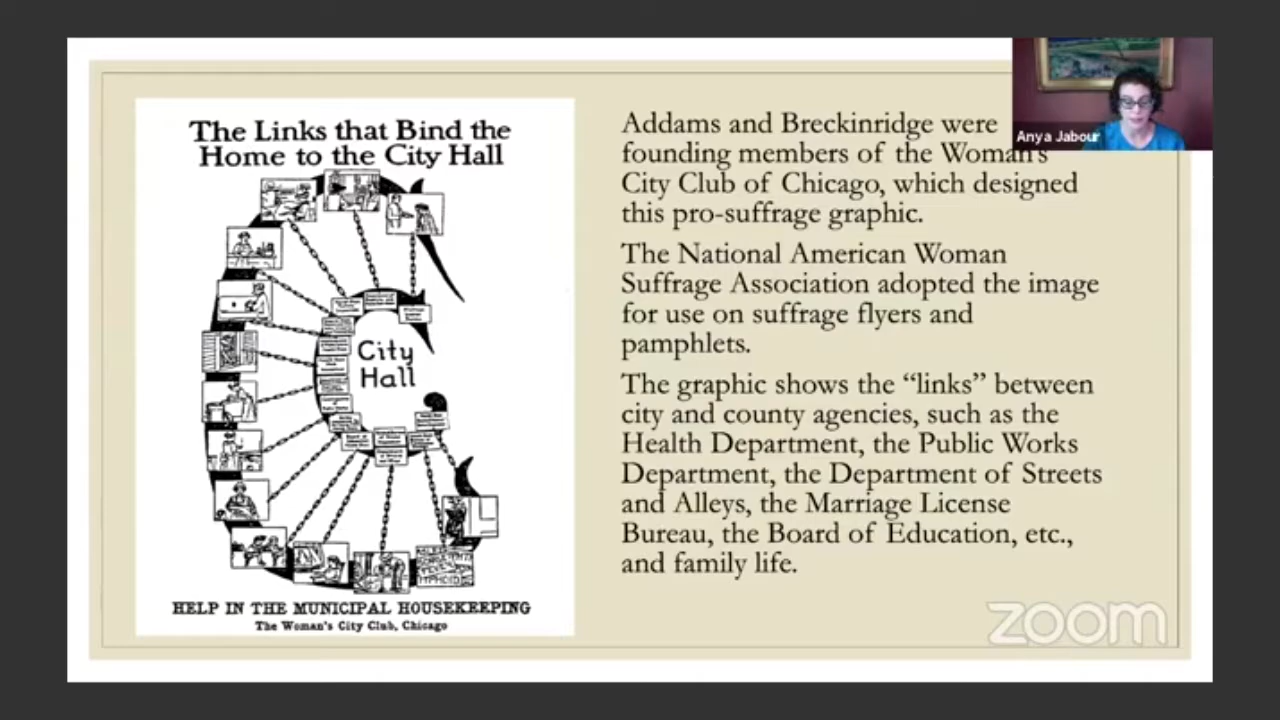 The Links that Bind the
Home to the City Hall
City
Hall
HELP IN THE MUNICIPAL HOUSEKEEPING
The Woman's City Club, Chicago
Addams and Breckinridge were
founding members of the Woman's
City Club of Chicago, which designed
this pro-suffrage graphic.
The National American Woman
Suffrage Association adopted the image
for use on suffrage flyers and
pamphlets.
The graphic shows the “links” between
city and county agencies, such as the
Health Department, the Public Works
Department, the Department of Streets
and Alleys, the Marriage License
Bureau, the Board of Education, etc.,
and family life.
Anya Jabour
zoom